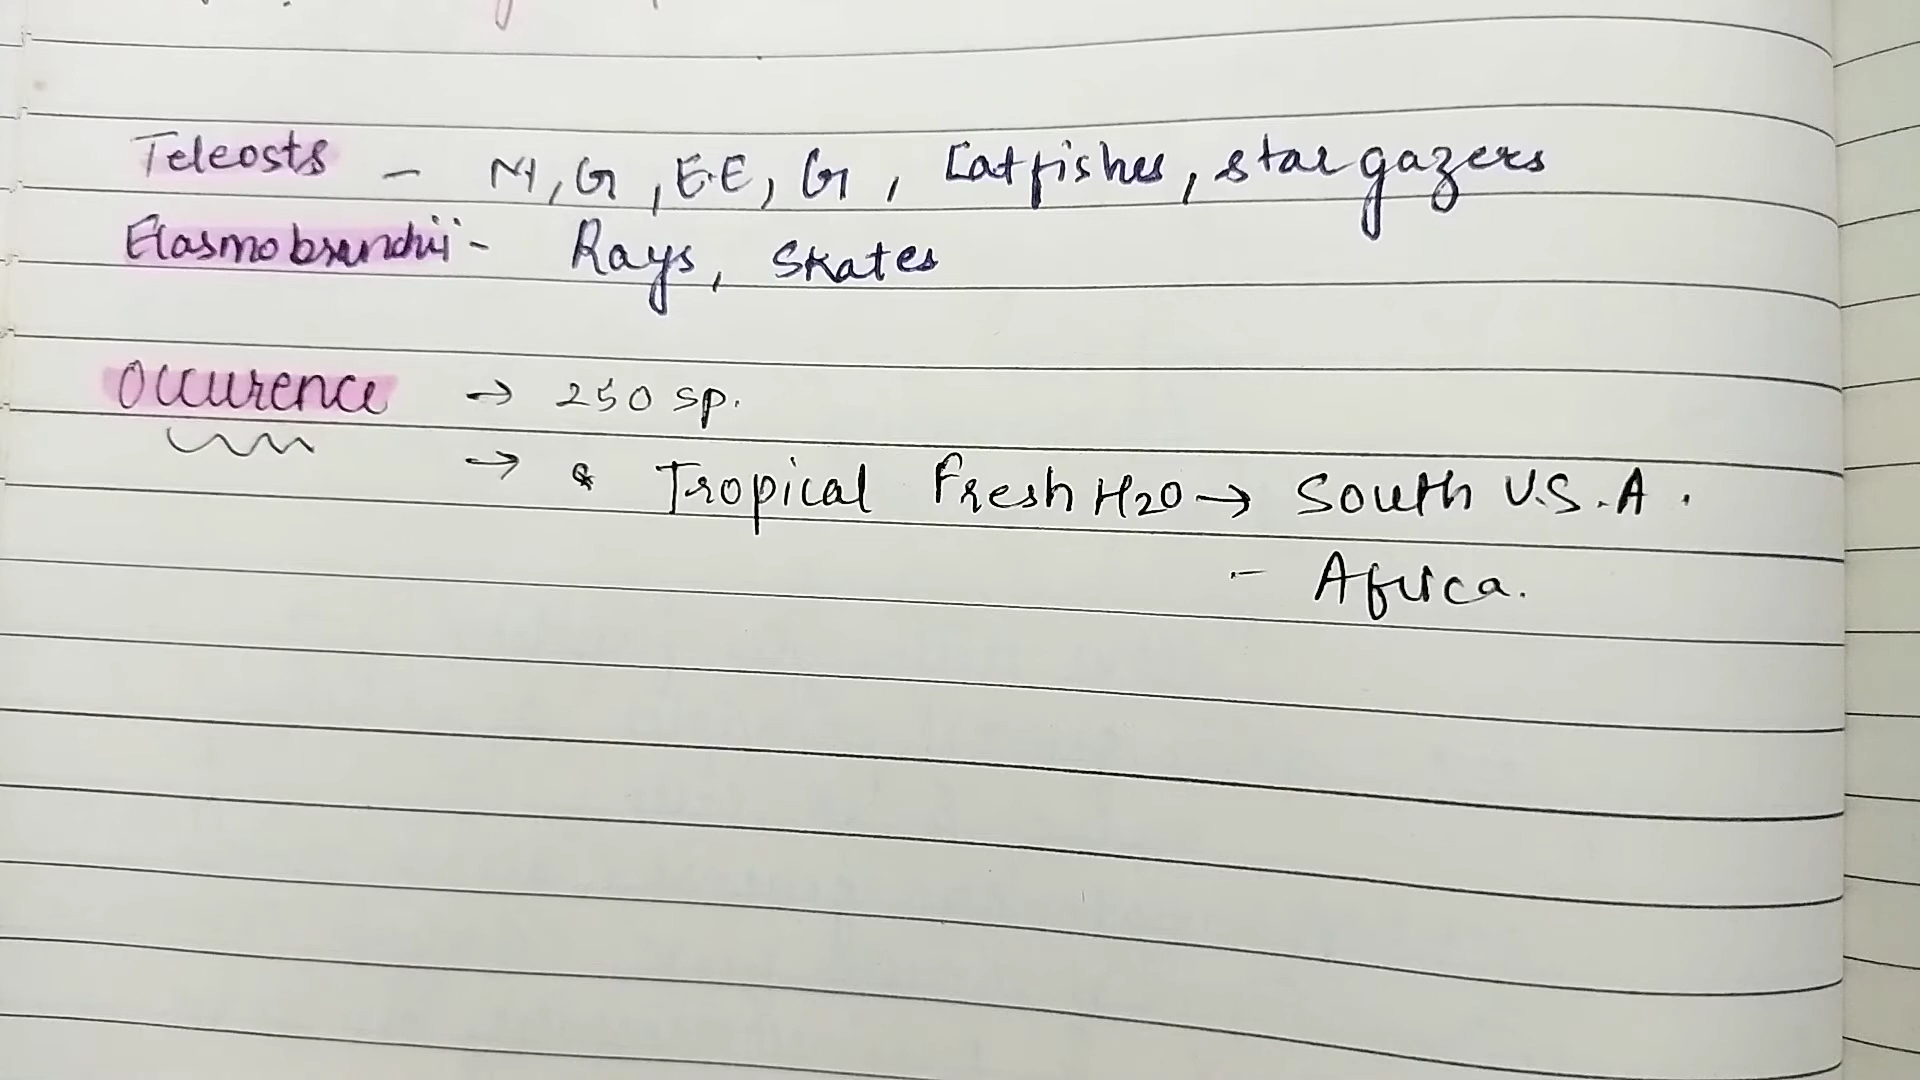 Teleosts - M, G, E.E, G, Catfishes, stargazers
Elasmobranchii - Rays, Skates
Occurence → 250 sp.
→ Tropical Fresh H2O → South U.S.A.
- Africa.